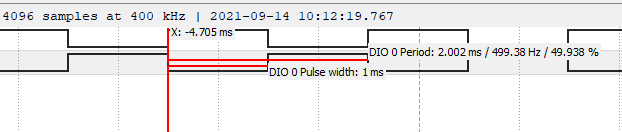 4096 samples at 400 kHz | 2021-09-14 10:12:19.767
X: -4.705 ms
DIO 0 Period: 2.002 ms / 499.38 Hz / 49.938 %
DIO 0 Pulse width: 1 ms